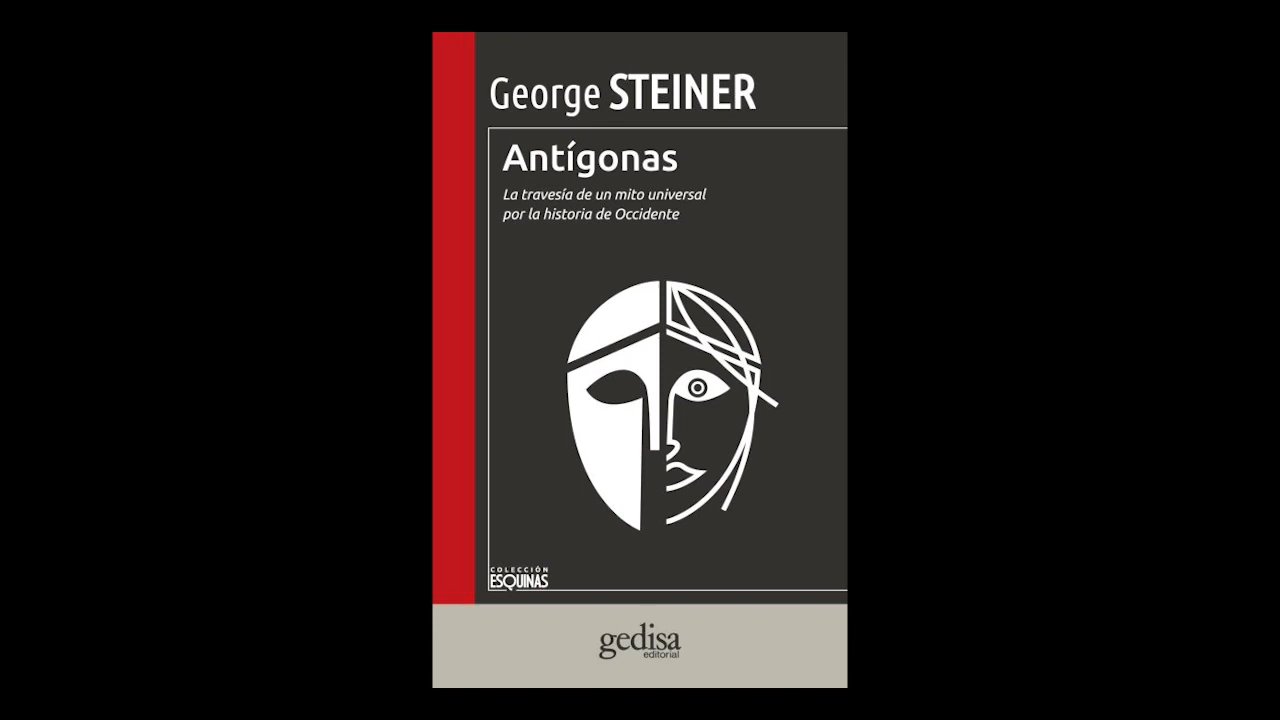 George STEINER
Antígonas
La travesía de un mito universal
por la historia de Occidente
COLECCIÓN
ESQUINAS
gedisa
editorial